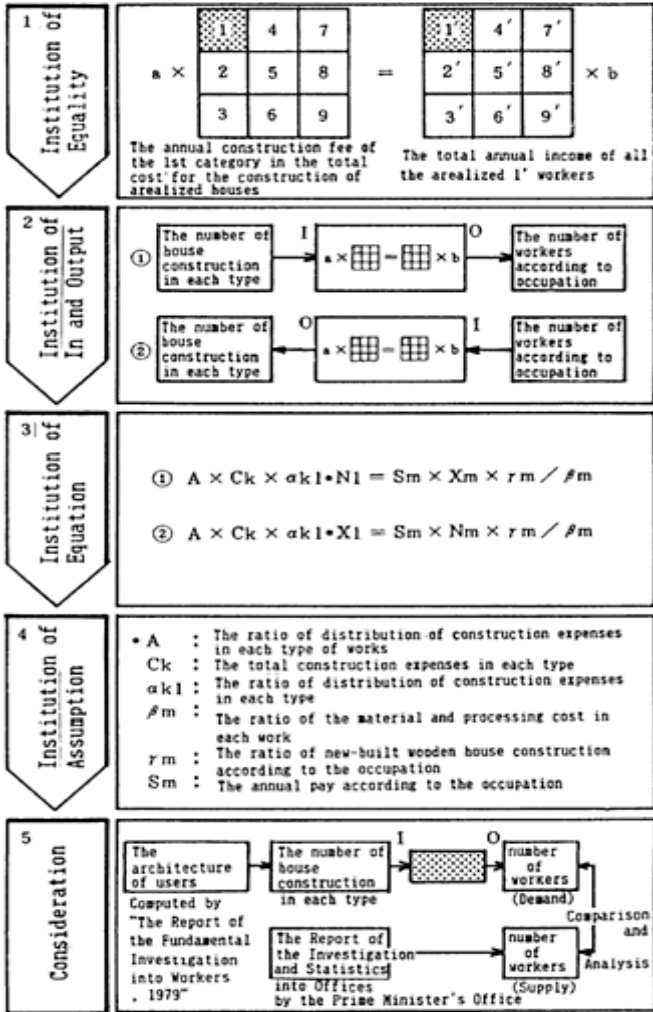 1
Institution of
Equality
a ×
1 4 7
2 5 8
3 6 9
=
1′ 4′ 7′
2′ 5′ 8′
3′ 6′ 9′
× b
The annual construction fee of
the 1st category in the total
cost for the construction of
arealized houses
The total annual income of all
the arealized 1′ workers
2
Institution of
In and Output
①
The number of
house
construction
in each type
I
a × = × b
O
The number of
workers
according to
occupation
②
The number of
house
construction
in each type
O
a × = × b
I
The number of
workers
according to
occupation
3
Institution of
Equation
① A × Ck × αkl•Nl = Sm × Xm × rm / βm
② A × Ck × αkl•Xl = Sm × Nm × rm / βm
4
Institution of
Assumption
• A : The ratio of distribution of construction expenses
in each type of works
Ck : The total construction expenses in each type
αkl : The ratio of distribution of construction expenses
in each type
βm : The ratio of the material and processing cost in
each work
rm : The ratio of new-built wooden house construction
according to the occupation
Sm : The annual pay according to the occupation
5
Consideration
The
architecture
of users
The number of
house
construction
in each type
I
O
number
of
workers
(Demand)
Computed by
"The Report of
the Fundamental
Investigation
into Workers
, 1979"
The Report of
the Investigation
and Statistics
into Offices
by the Prime Minister's Office
number
of
workers
(Supply)
Comparison
and
Analysis